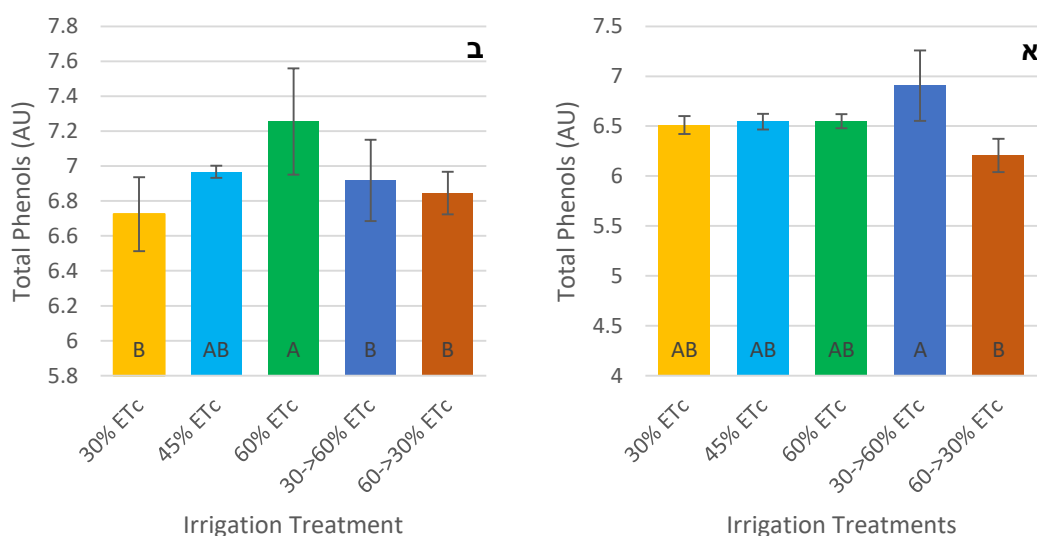 ב
7.8
7.6
7.4
7.2
7
6.8
6.6
6.4
6.2
6
5.8
Total Phenols (AU)
B AB A B B
30% ETc
45% ETc
60% ETc
30->60% ETc
60->30% ETc
Irrigation Treatment
א
7.5
7
6.5
6
5.5
5
4.5
4
Total Phenols (AU)
AB AB AB A B
30% ETc
45% ETc
60% ETc
30->60% ETc
60->30% ETc
Irrigation Treatments